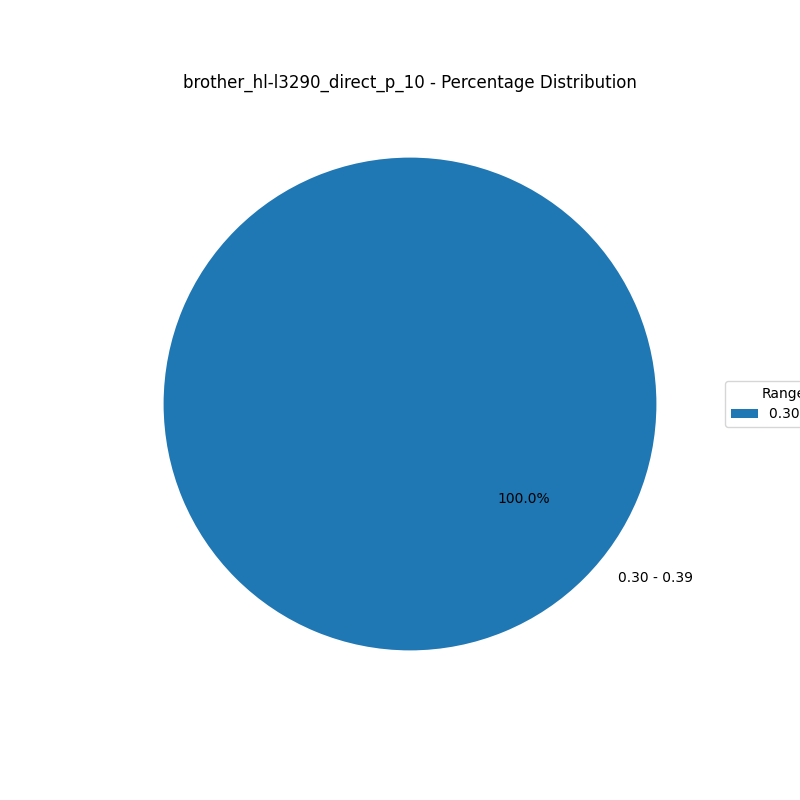 brother_hl-l3290_direct_p_10 - Percentage Distribution
100.0%
0.30 - 0.39
Range
0.30